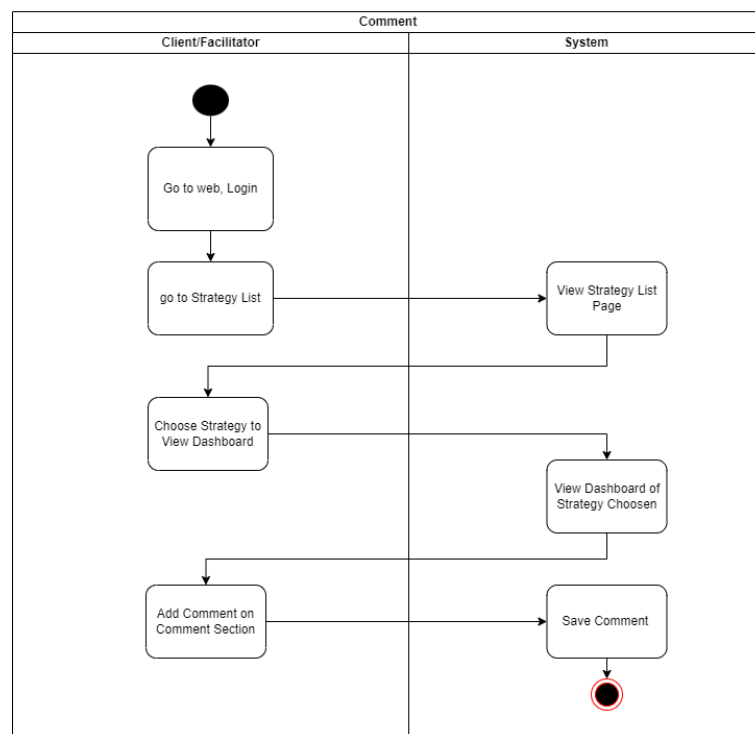 Comment
Client/Facilitator
System
Go to web, Login
go to Strategy List
View Strategy List
Page
Choose Strategy to
View Dashboard
View Dashboard of
Strategy Choosen
Add Comment on
Comment Section
Save Comment